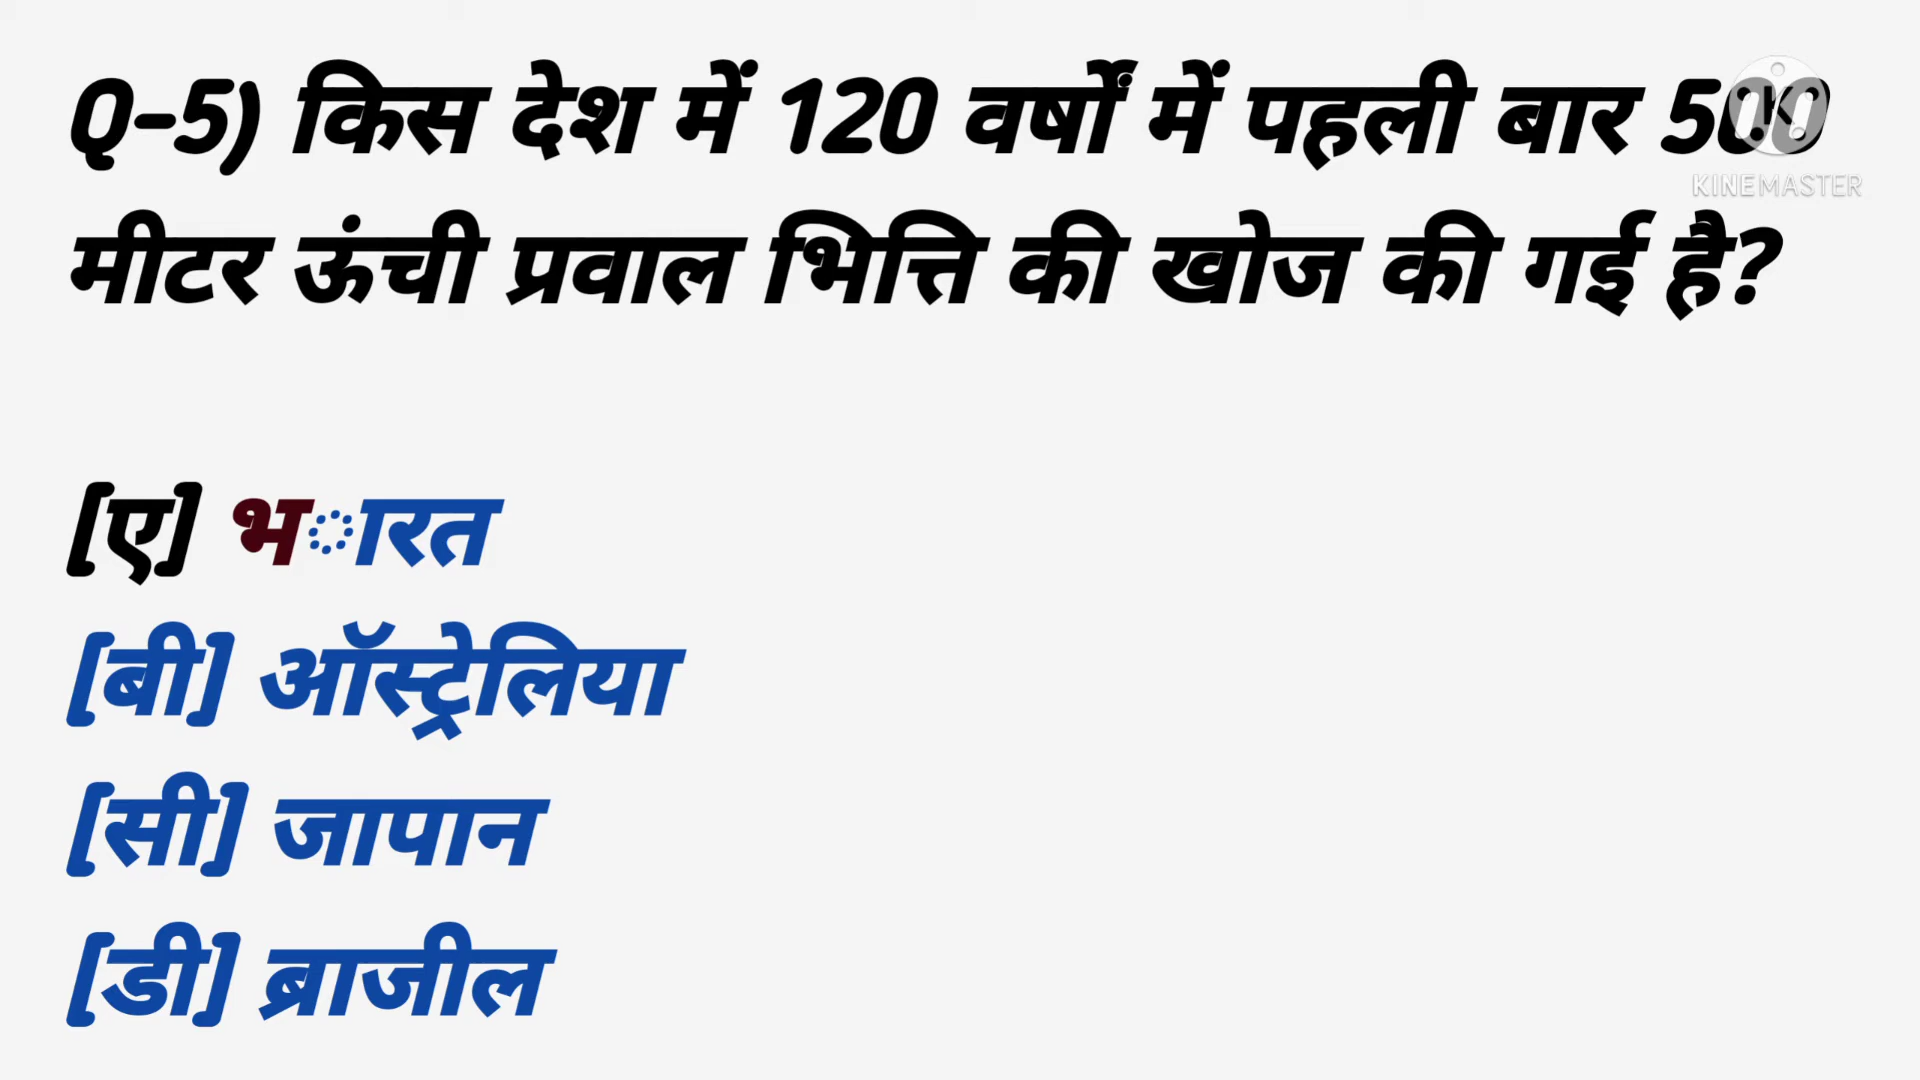 Q-5) किस देश में 120 वर्षों में पहली बार 500
KINEMASTER
मीटर ऊंची प्रवाल भित्ति की खोज की गई है?
[ए] भारत
[बी] ऑस्ट्रेलिया
[सी] जापान
[डी] ब्राजील